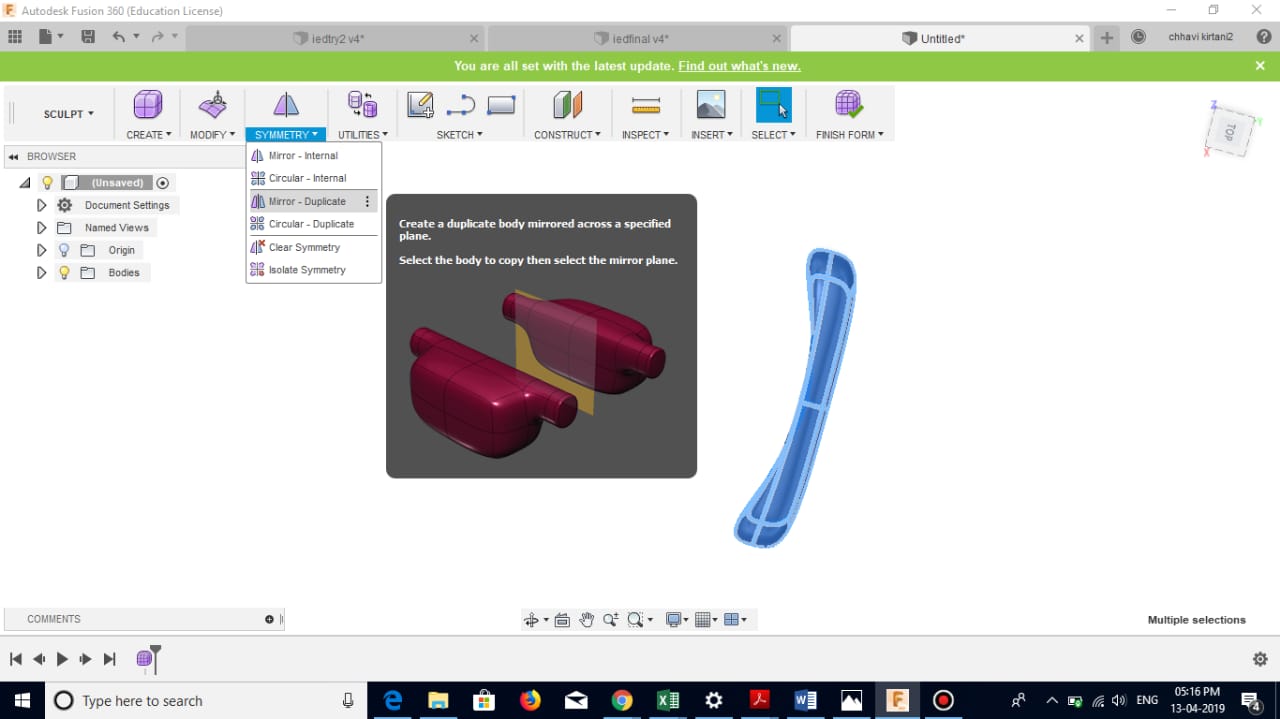 Autodesk Fusion 360 (Education License)
iedtry2 v4*
iedfinal v4*
Untitled*
chhavi kirtani2
You are all set with the latest update. Find out what's new.
SCULPT
CREATE
MODIFY
SYMMETRY
UTILITIES
SKETCH
CONSTRUCT
INSPECT
INSERT
SELECT
FINISH FORM
BROWSER
(Unsaved)
Document Settings
Named Views
Origin
Bodies
Mirror - Internal
Circular - Internal
Mirror - Duplicate
Circular - Duplicate
Clear Symmetry
Isolate Symmetry
Create a duplicate body mirrored across a specified
plane.
Select the body to copy then select the mirror plane.
Z
Y
X
TOP
COMMENTS
Multiple selections
Type here to search
ENG
05:16 PM
13-04-2019
4